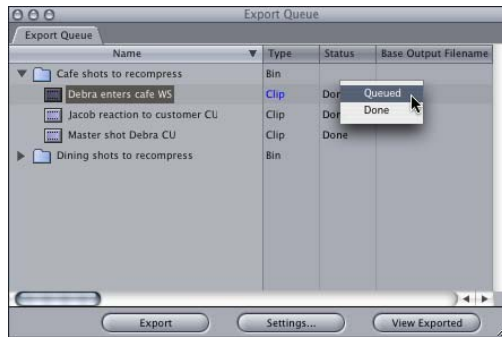 Export Queue
Export Queue
Name Type Status Base Output Filename
Cafe shots to recompress Bin
Debra enters cafe WS Clip Queued
Jacob reaction to customer CU Clip Done
Master shot Debra CU Clip Done
Dining shots to recompress Bin
Export Settings... View Exported